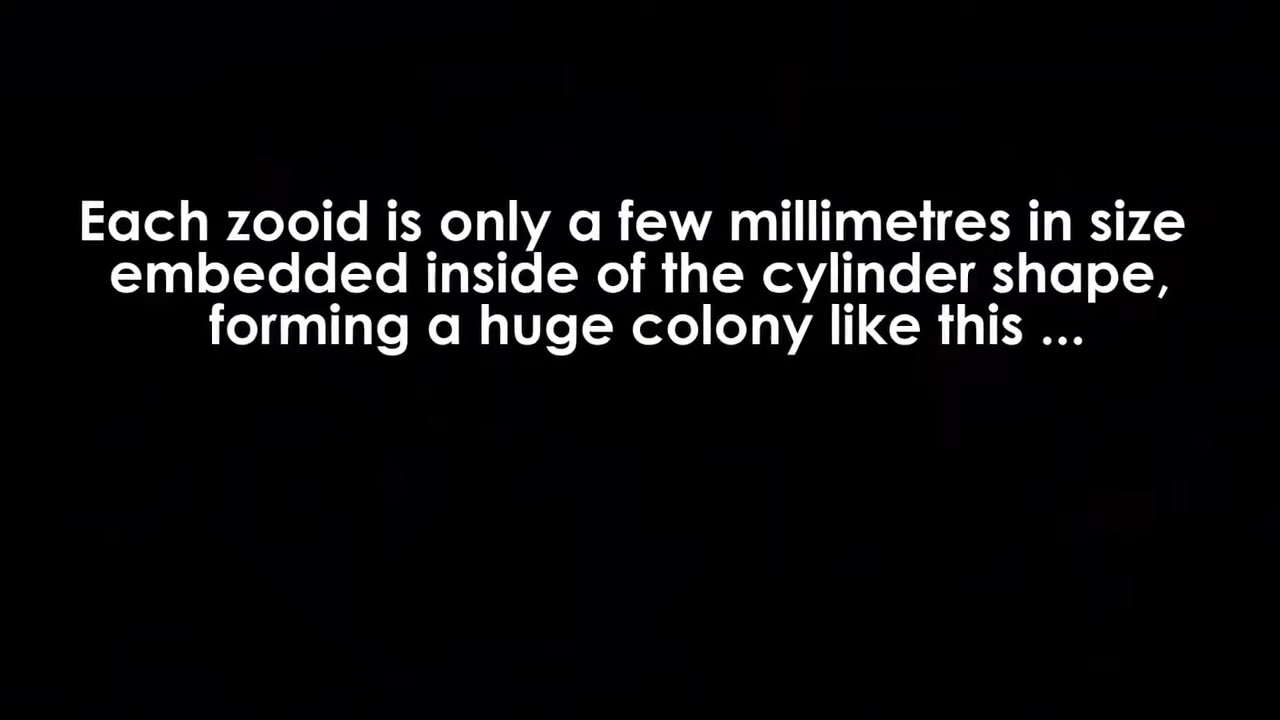 Each zooid is only a few millimetres in size
embedded inside of the cylinder shape,
forming a huge colony like this ...